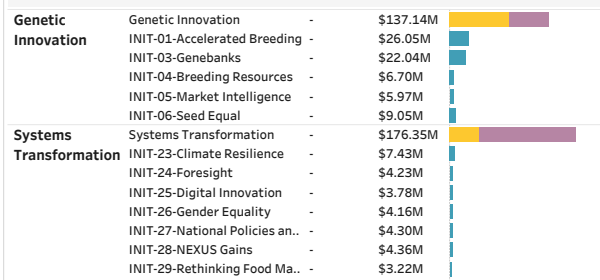 Genetic Innovation Genetic Innovation - $137.14M
INIT-01-Accelerated Breeding - $26.05M
INIT-03-Genebanks - $22.04M
INIT-04-Breeding Resources - $6.70M
INIT-05-Market Intelligence - $5.97M
INIT-06-Seed Equal - $9.05M
Systems Transformation Systems Transformation - $176.35M
INIT-23-Climate Resilience - $7.43M
INIT-24-Foresight - $4.23M
INIT-25-Digital Innovation - $3.78M
INIT-26-Gender Equality - $4.16M
INIT-27-National Policies an.. - $4.30M
INIT-28-NEXUS Gains - $4.36M
INIT-29-Rethinking Food Ma.. - $3.22M